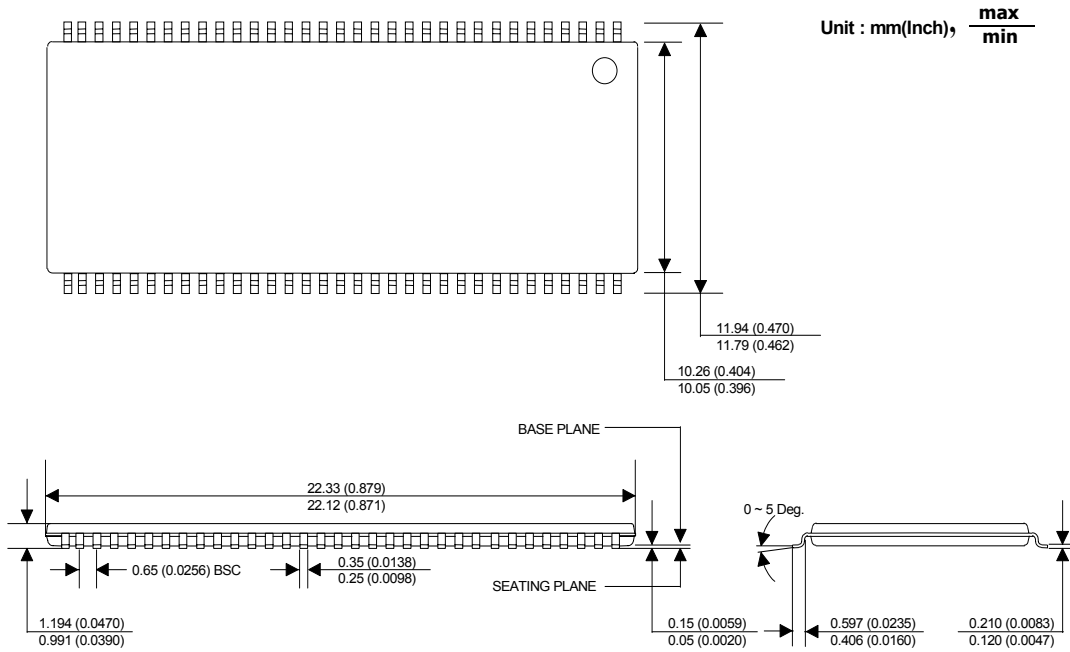 Unit : mm(Inch), max
min
11.94 (0.470)
11.79 (0.462)
10.26 (0.404)
10.05 (0.396)
BASE PLANE
22.33 (0.879)
22.12 (0.871)
0 ~ 5 Deg.
0.65 (0.0256) BSC
0.35 (0.0138)
0.25 (0.0098)
SEATING PLANE
1.194 (0.0470)
0.991 (0.0390)
0.15 (0.0059)
0.05 (0.0020)
0.597 (0.0235)
0.406 (0.0160)
0.210 (0.0083)
0.120 (0.0047)